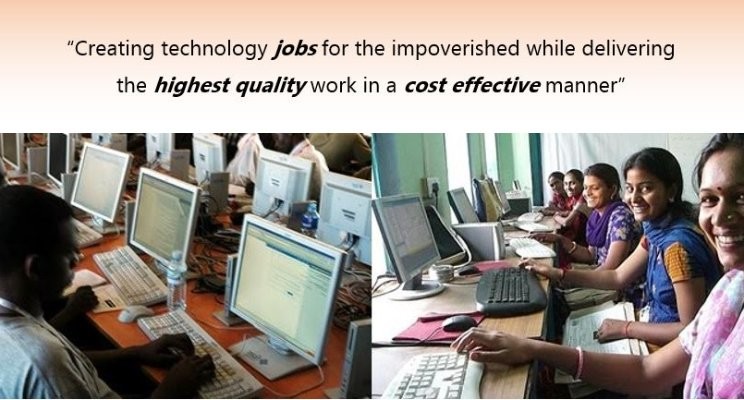 “Creating technology jobs for the impoverished while delivering
the highest quality work in a cost effective manner”